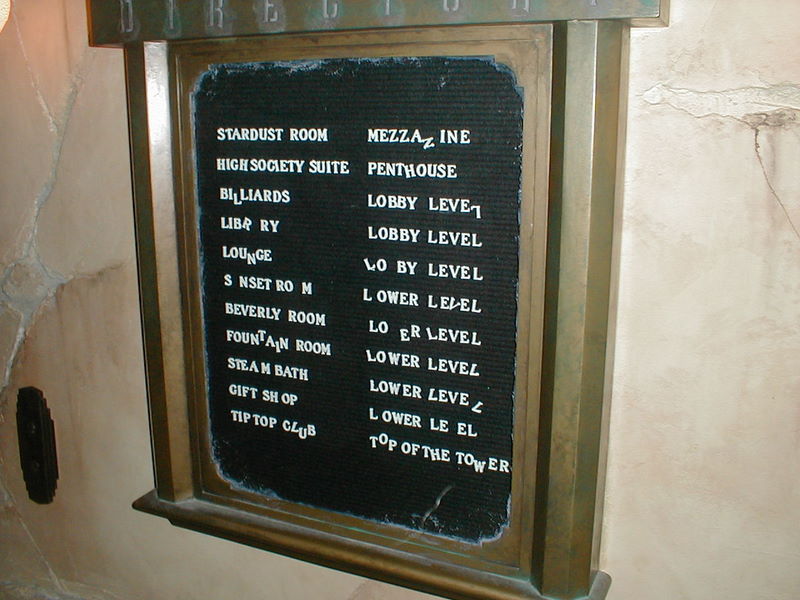 DIRECTORY
STARDUST ROOM MEZZANINE
HIGH SOCIETY SUITE PENTHOUSE
BILLIARDS LOBBY LEVEL
LIBR RY LOBBY LEVEL
LOUNGE LO BY LEVEL
S NSET RO M LOWER LEVEL
BEVERLY ROOM LO ER LEVEL
FOUNTAIN ROOM LOWER LEVEL
STEAM BATH LOWER LEVEL
GIFT SHOP LOWER LE EL
TIP TOP CLUB TOP OF THE TOWER